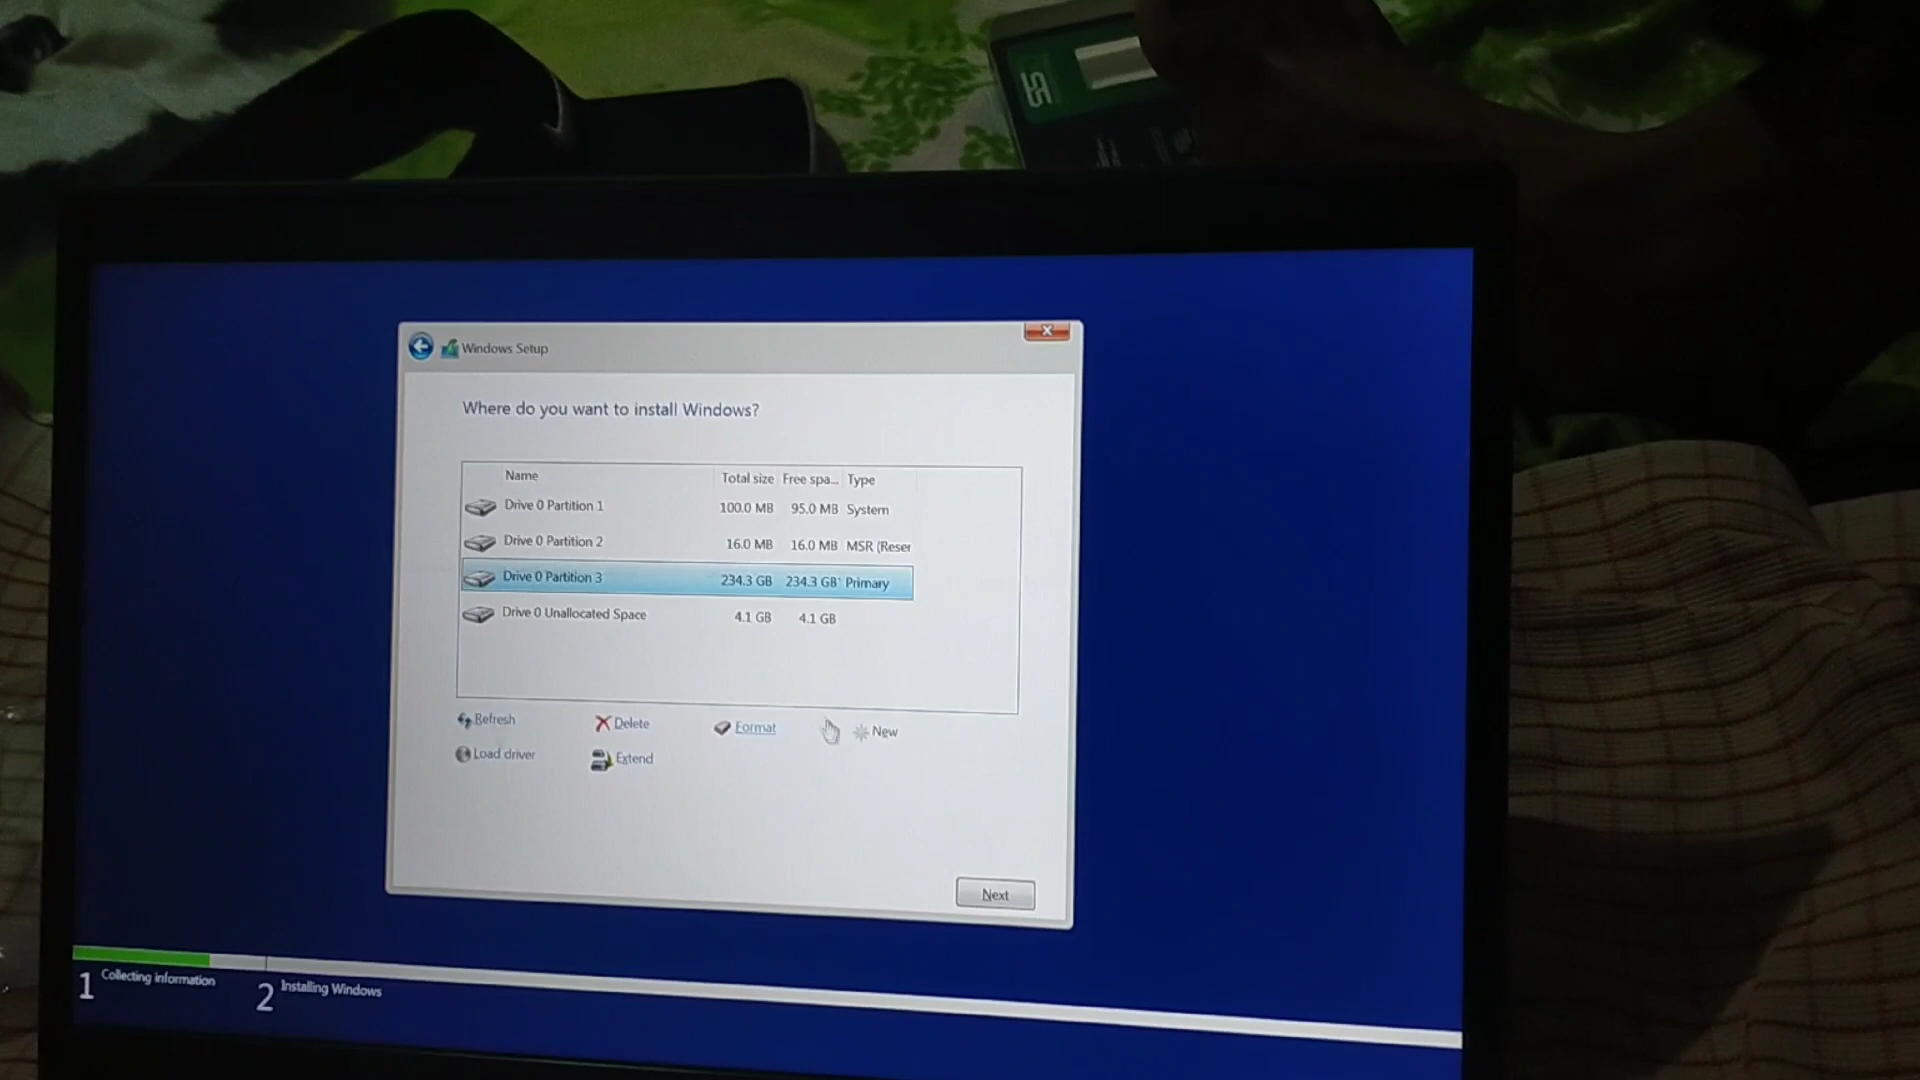 Windows Setup
Where do you want to install Windows?
Name Total size Free spa... Type
Drive 0 Partition 1 100.0 MB 95.0 MB System
Drive 0 Partition 2 16.0 MB 16.0 MB MSR (Reser
Drive 0 Partition 3 234.3 GB 234.3 GB Primary
Drive 0 Unallocated Space 4.1 GB 4.1 GB
Refresh Delete Format New
Load driver Extend
Next
1 Collecting information 2 Installing Windows